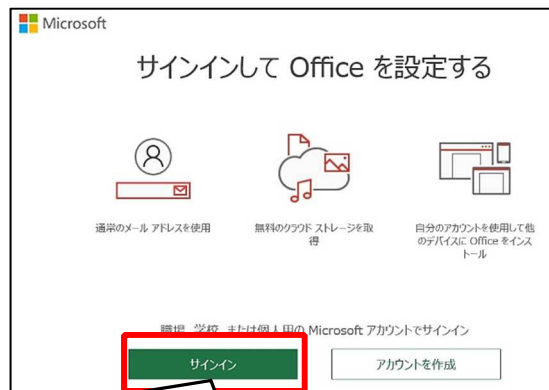 Microsoft
サインインして Office を設定する
通常のメール アドレスを使用
無料のクラウド ストレージを取
得
自分のアカウントを使用して他
のデバイスに Office をインス
トール
職場、学校、または個人用の Microsoft アカウントでサインイン
サインイン
アカウントを作成